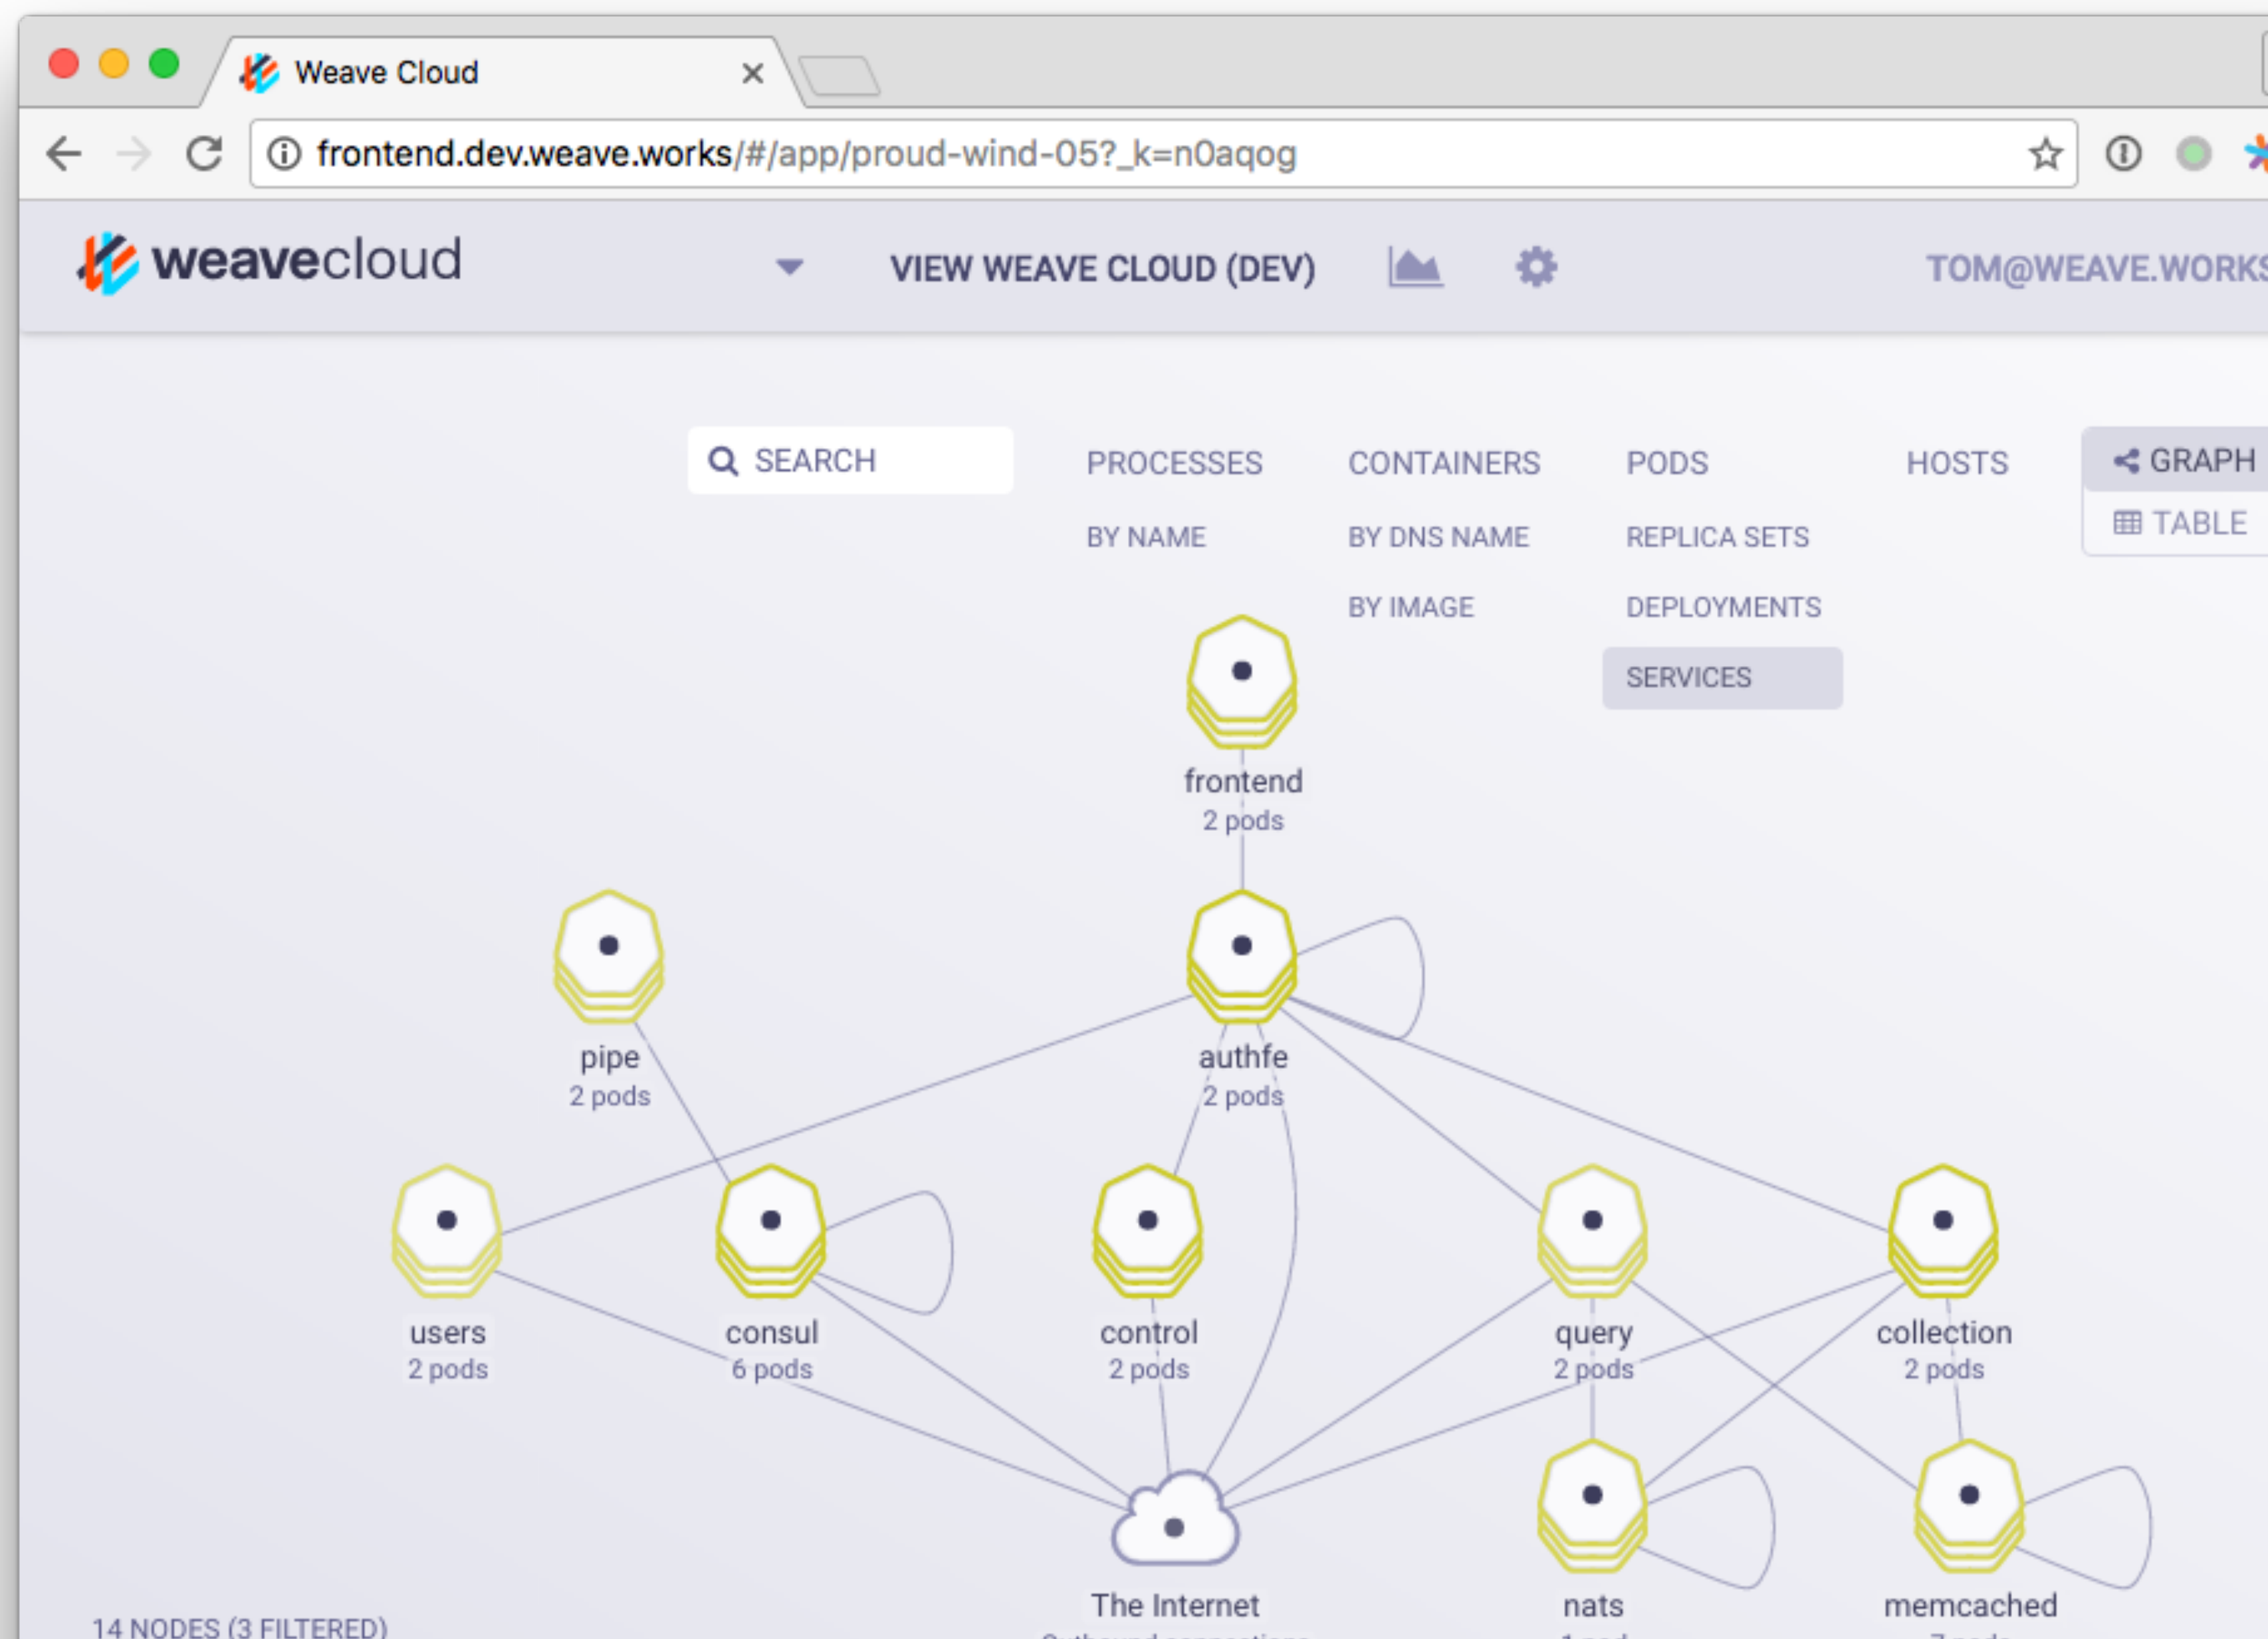 Weave Cloud
frontend.dev.weave.works/#/app/proud-wind-05?_k=n0aqog
weavecloud
VIEW WEAVE CLOUD (DEV)
TOM@WEAVE.WORKS
SEARCH
PROCESSES
CONTAINERS
PODS
HOSTS
GRAPH
BY NAME
BY DNS NAME
REPLICA SETS
TABLE
BY IMAGE
DEPLOYMENTS
SERVICES
frontend
2 pods
pipe
2 pods
authfe
2 pods
users
2 pods
consul
6 pods
control
2 pods
query
2 pods
collection
2 pods
The Internet
nats
memcached
14 NODES (3 FILTERED)